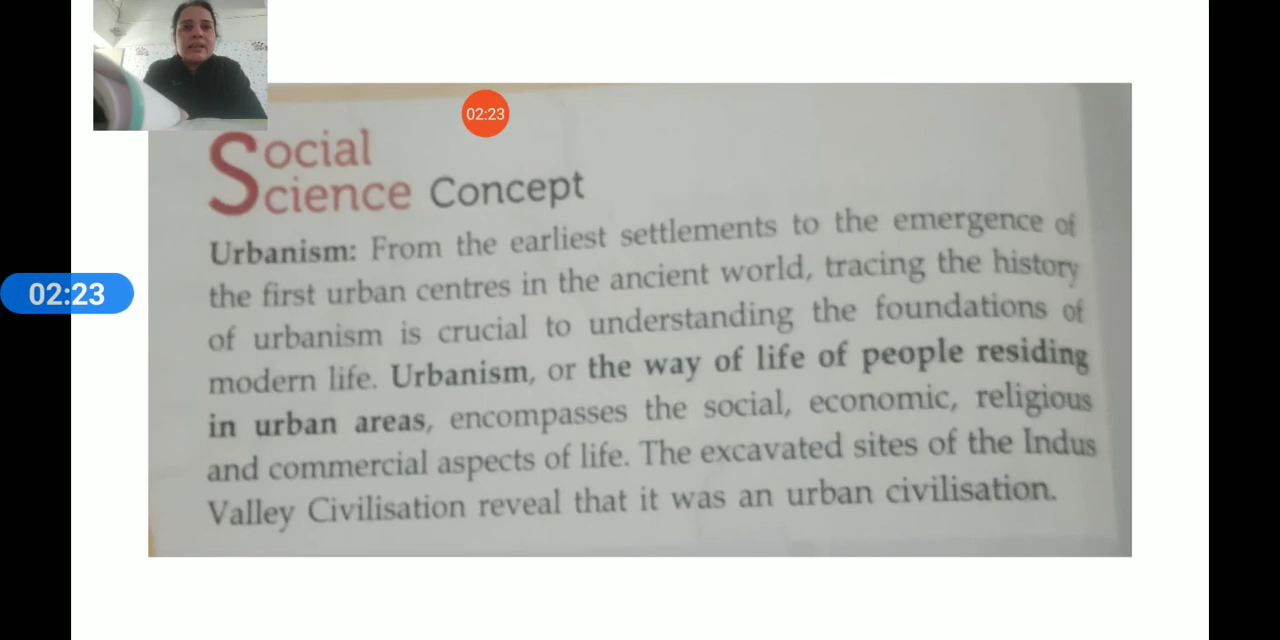 02:23
Social
Science Concept
Urbanism: From the earliest settlements to the emergence of
the first urban centres in the ancient world, tracing the history
of urbanism is crucial to understanding the foundations of
modern life. Urbanism, or the way of life of people residing
in urban areas, encompasses the social, economic, religious
and commercial aspects of life. The excavated sites of the Indus
Valley Civilisation reveal that it was an urban civilisation.
02:23